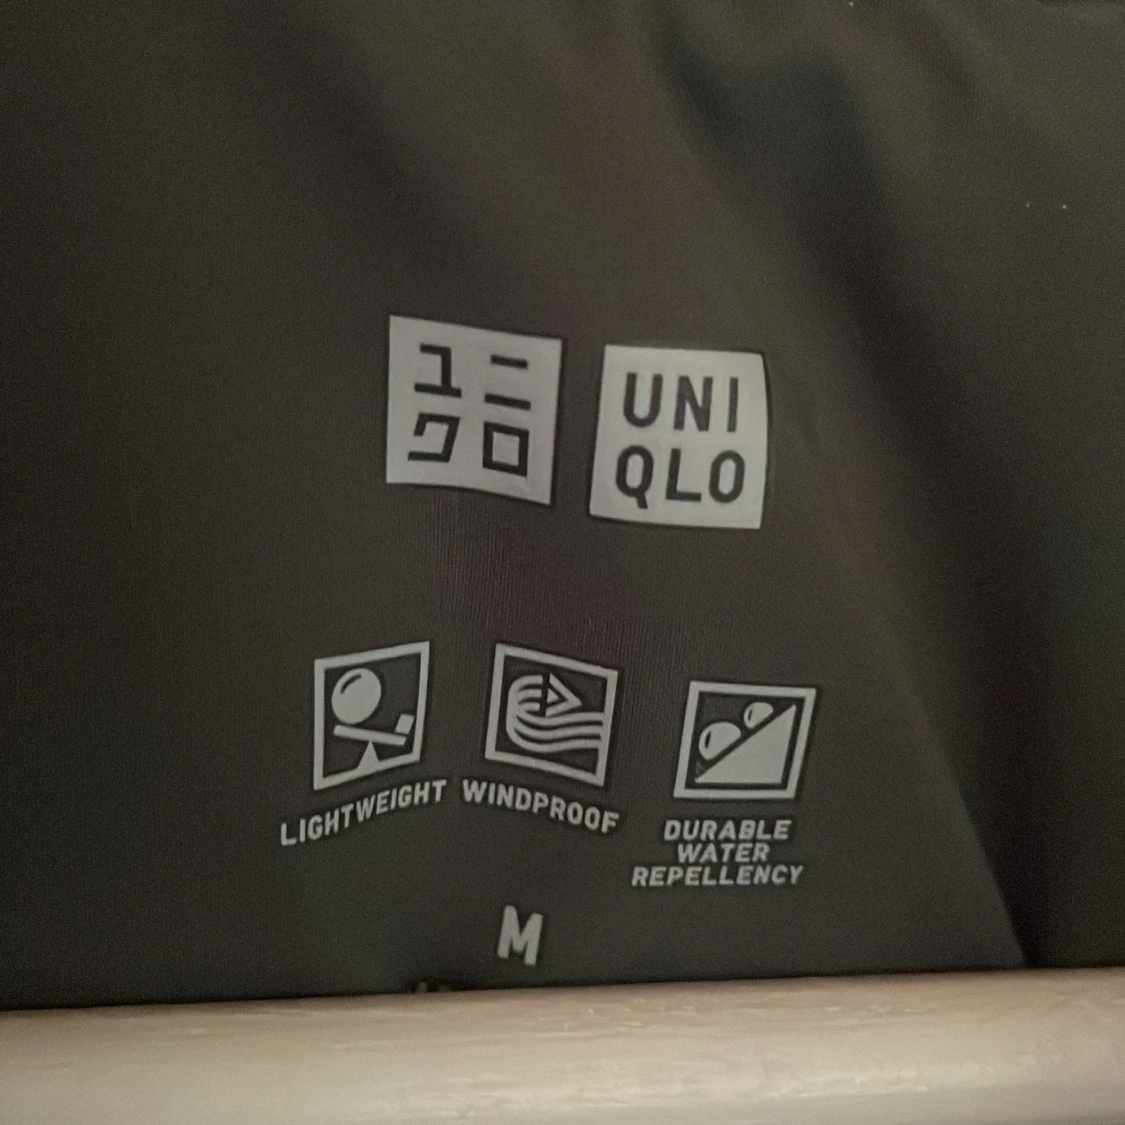 ユニ
クロ
UNI
QLO
LIGHTWEIGHT
WINDPROOF
DURABLE
WATER
REPELLENCY
M